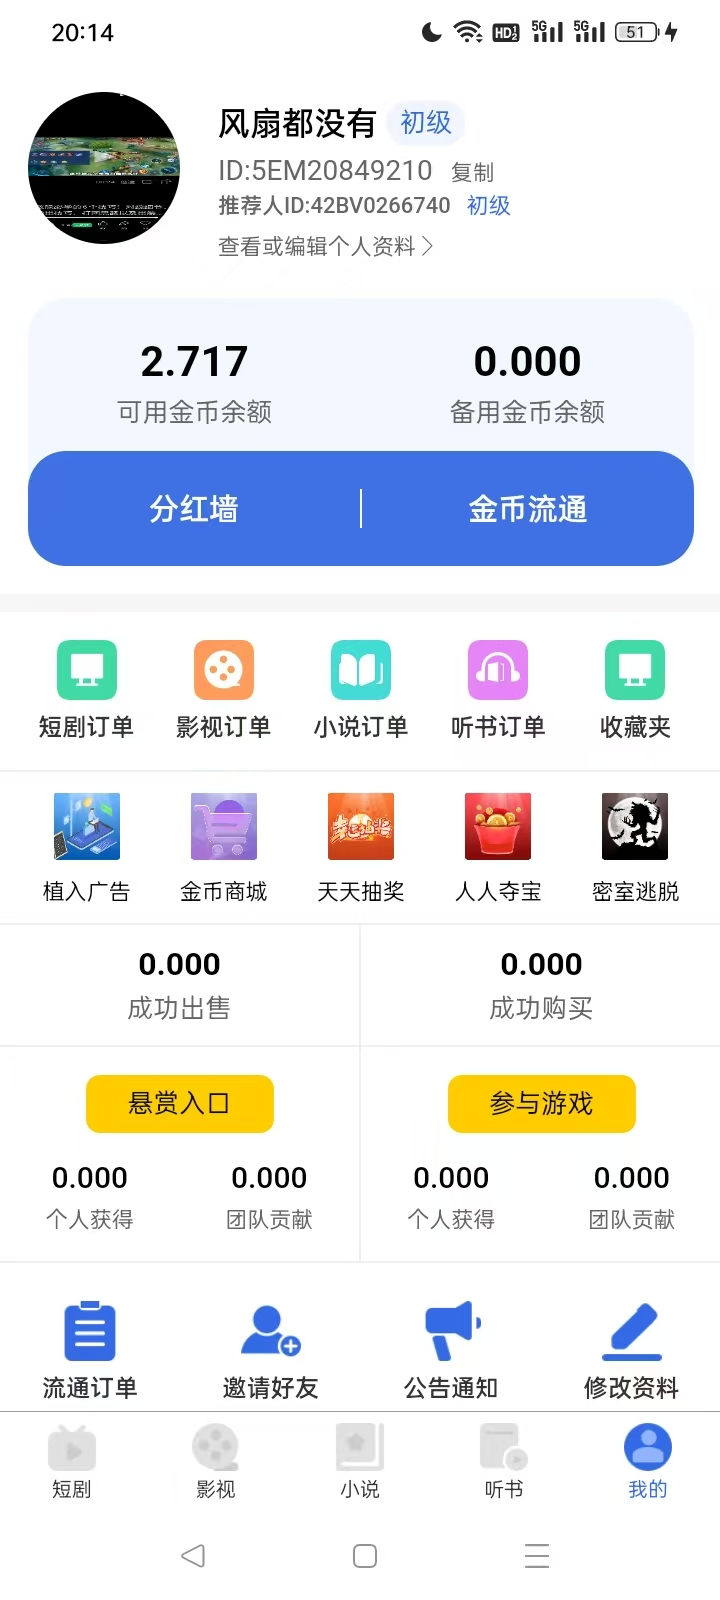 20:14
HD 1 2 5G 5G 51
风扇都没有 初级
ID:5EM20849210 复制
推荐人ID:42BV0266740 初级
查看或编辑个人资料
2.717 0.000
可用金币余额 备用金币余额
分红墙 金币流通
短剧订单 影视订单 小说订单 听书订单 收藏夹
植入广告 金币商城 天天抽奖 人人夺宝 密室逃脱
0.000 0.000
成功出售 成功购买
悬赏入口 参与游戏
0.000 0.000 0.000 0.000
个人获得 团队贡献 个人获得 团队贡献
流通订单 邀请好友 公告通知 修改资料
短剧 影视 小说 听书 我的